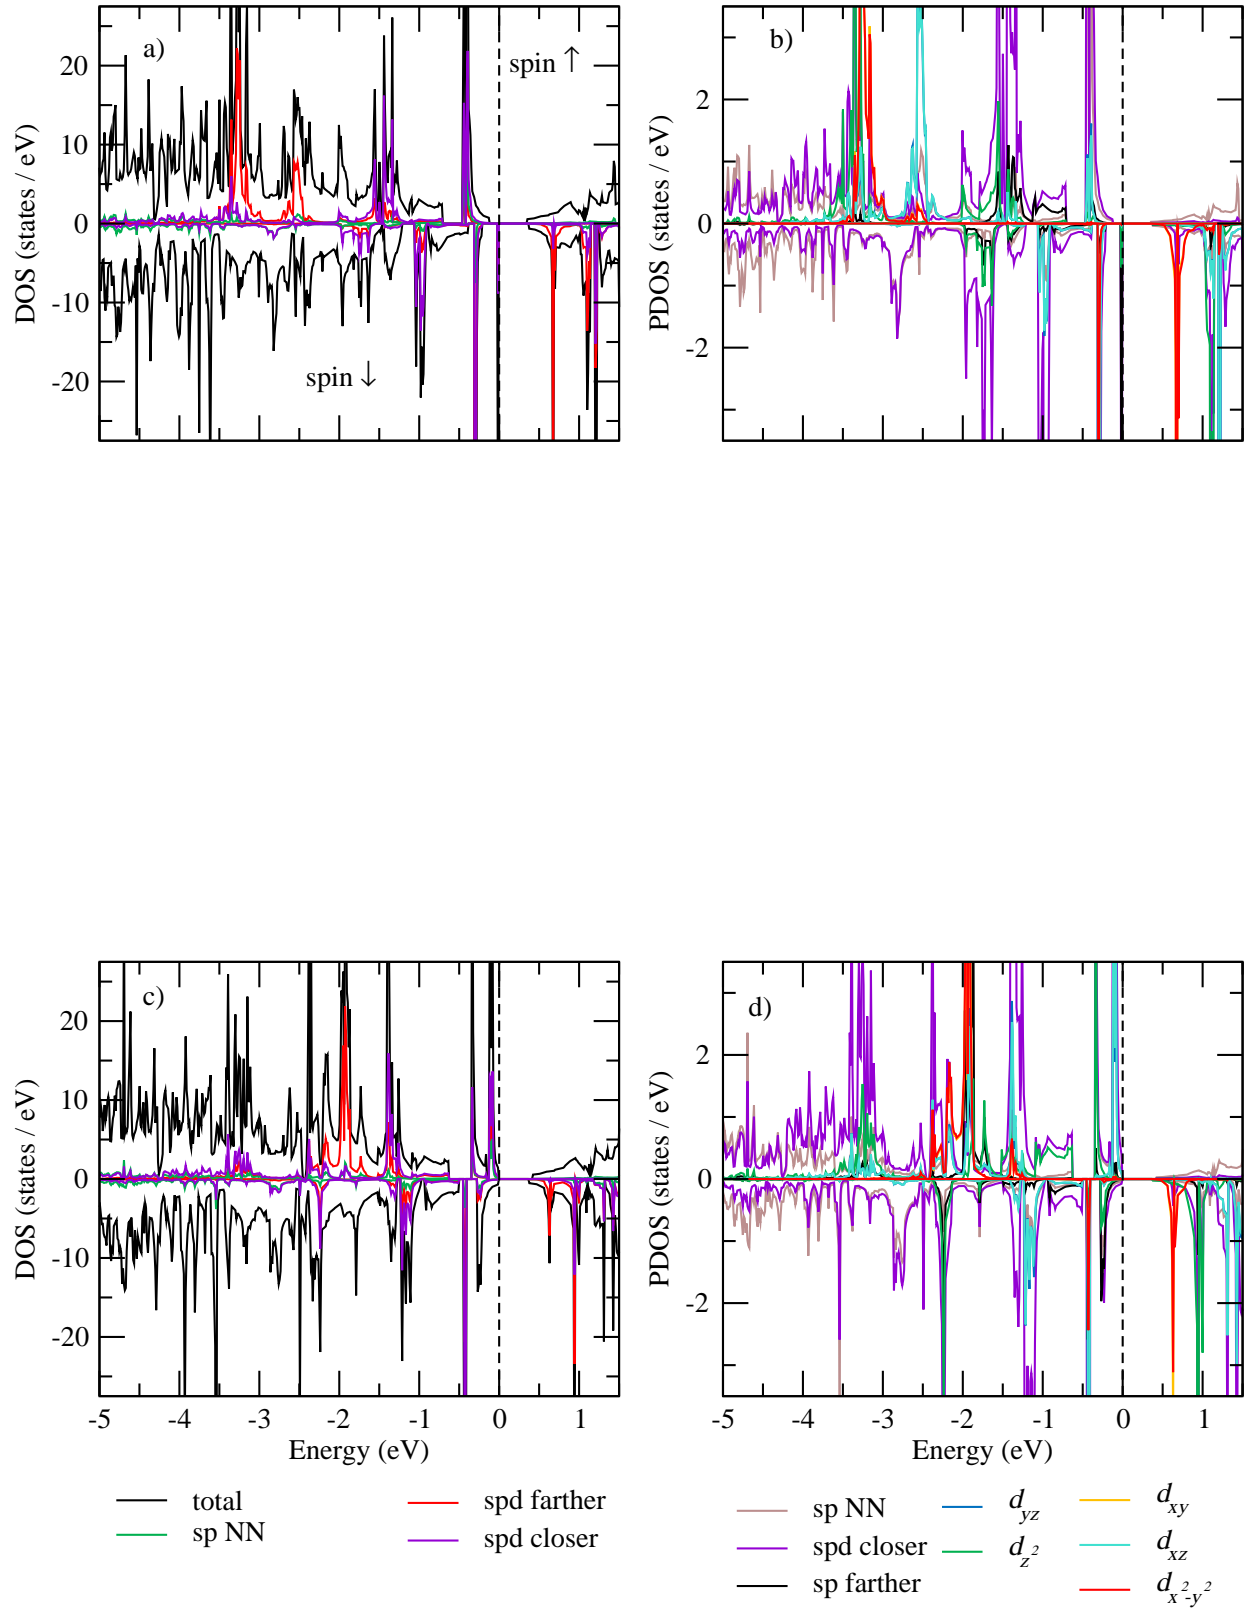 a)
b)
spin ↑
spin ↓
20
10
0
-10
-20
DOS (states / eV)
2
0
-2
PDOS (states / eV)
c)
d)
20
10
0
-10
-20
DOS (states / eV)
2
0
-2
PDOS (states / eV)
-5 -4 -3 -2 -1 0 1
-5 -4 -3 -2 -1 0 1
Energy (eV)
Energy (eV)
total
sp NN
spd farther
spd closer
sp NN
spd closer
sp farther
d_yz
d_z²
d_xy
d_xz
d_x²-y²